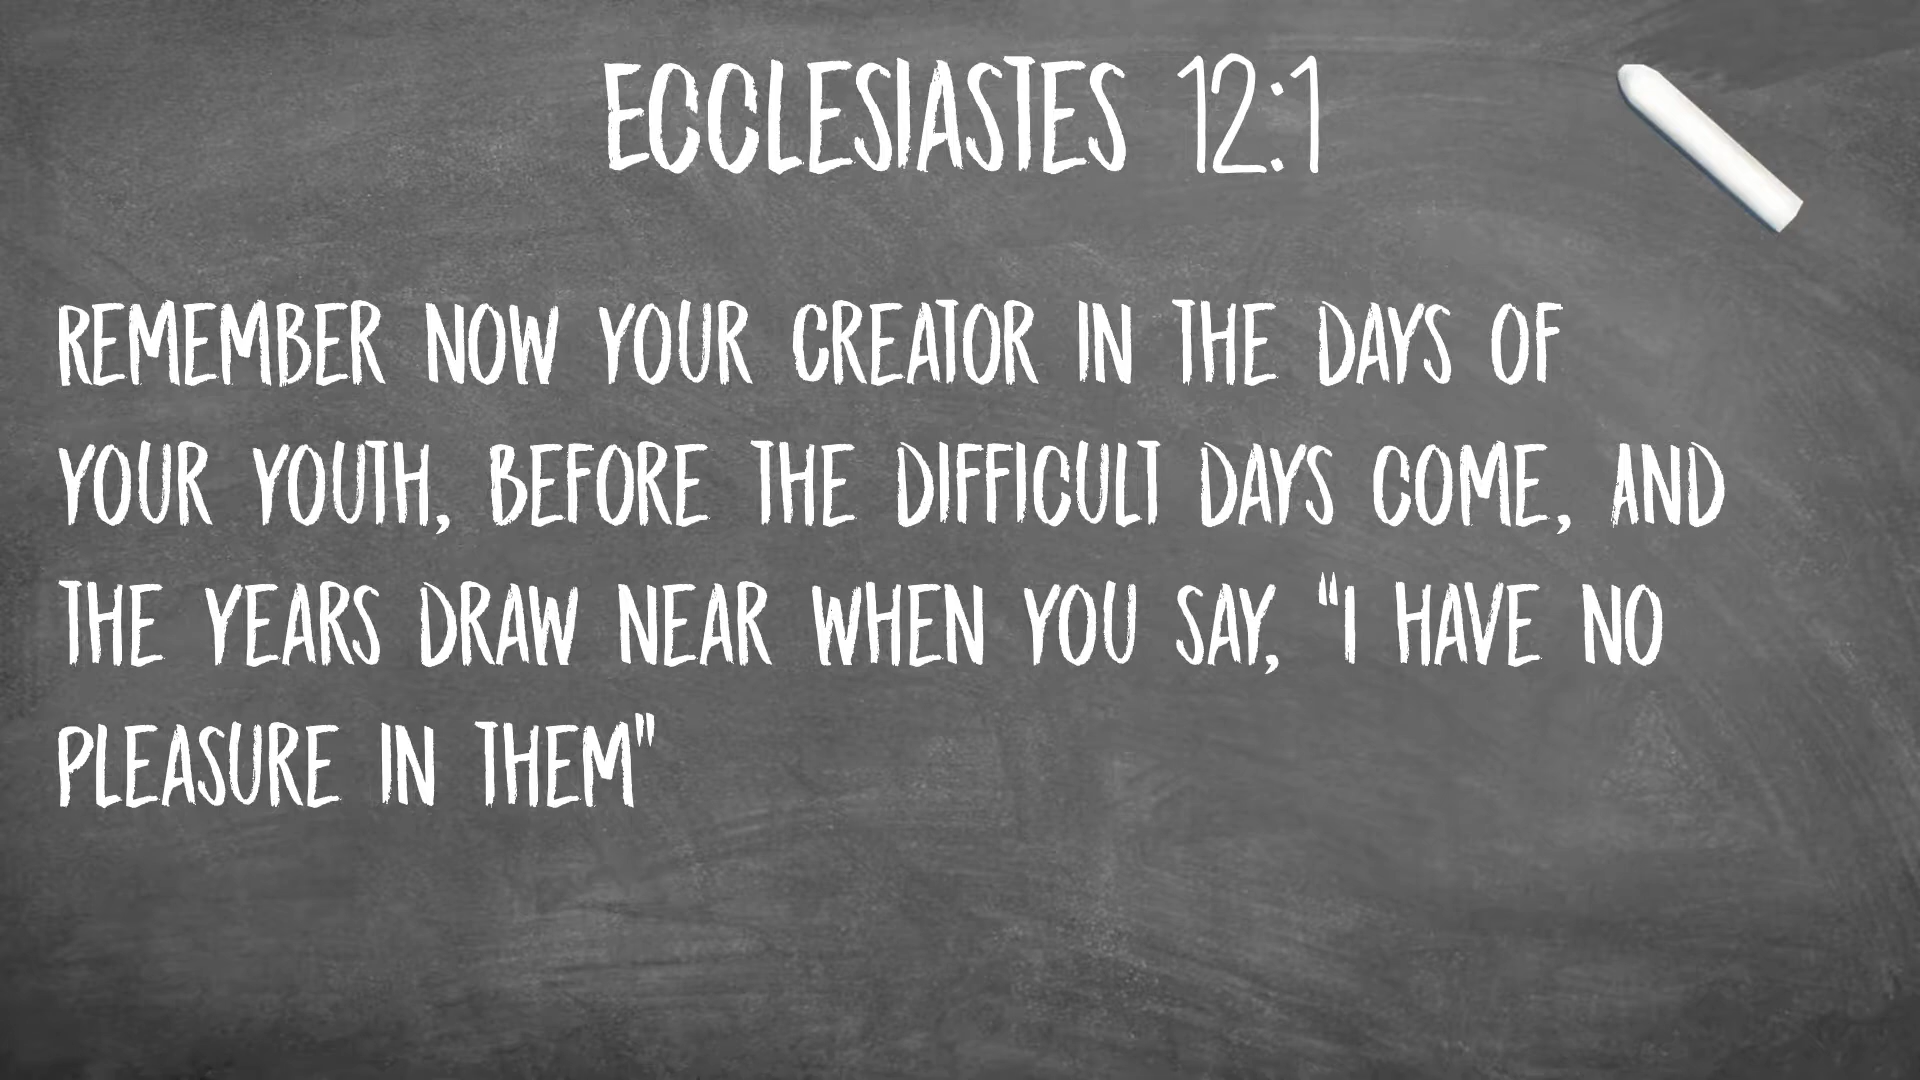 ECCLESIASTES 12:1
REMEMBER NOW YOUR CREATOR IN THE DAYS OF
YOUR YOUTH, BEFORE THE DIFFICULT DAYS COME, AND
THE YEARS DRAW NEAR WHEN YOU SAY, "I HAVE NO
PLEASURE IN THEM"